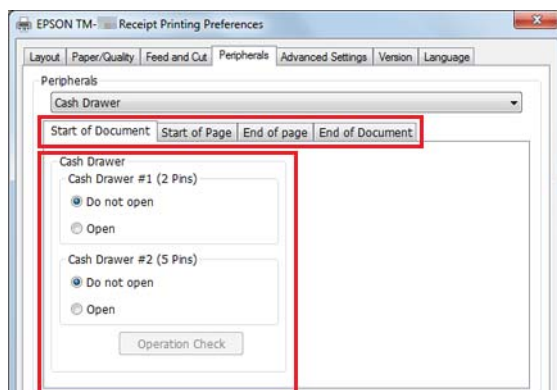 EPSON TM- Receipt Printing Preferences
Layout Paper/Quality Feed and Cut Peripherals Advanced Settings Version Language
Peripherals
Cash Drawer
Start of Document Start of Page End of page End of Document
Cash Drawer
Cash Drawer #1 (2 Pins)
Do not open
Open
Cash Drawer #2 (5 Pins)
Do not open
Open
Operation Check